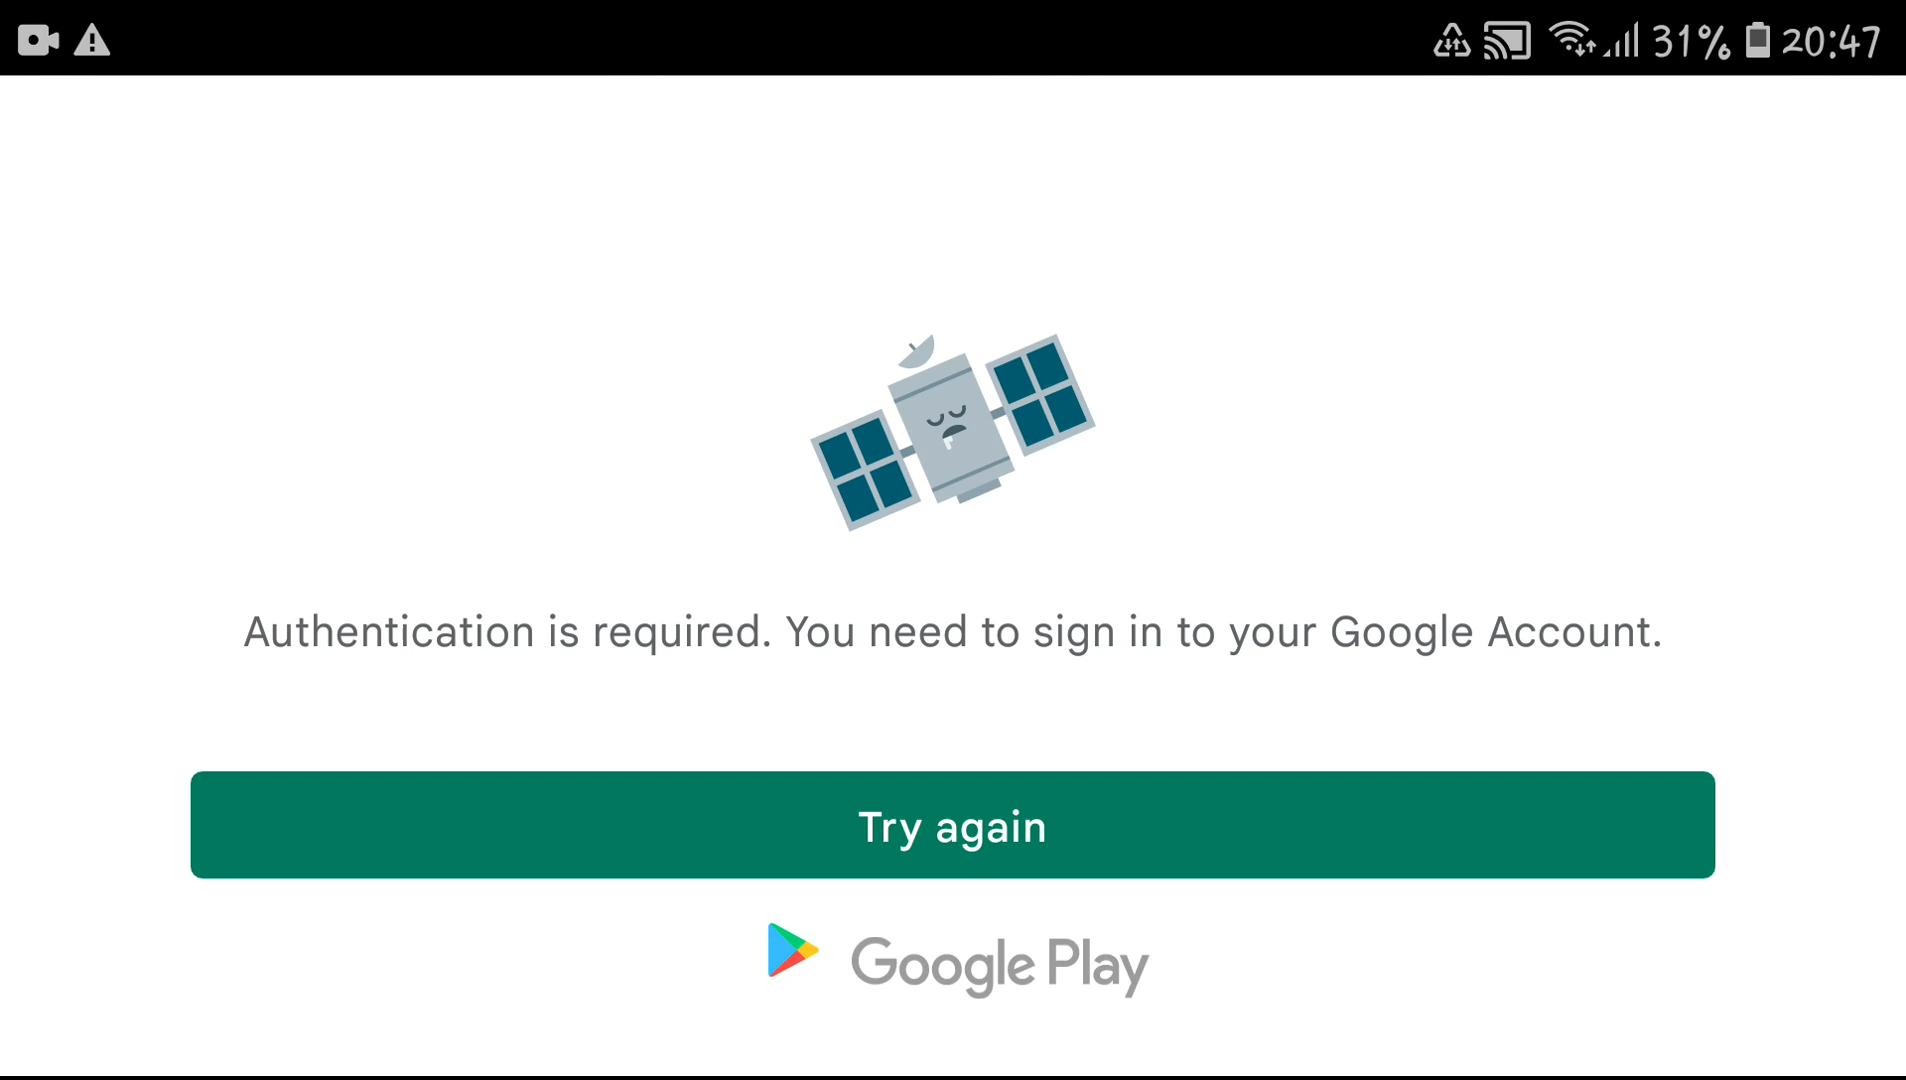 31% 20:47
Authentication is required. You need to sign in to your Google Account.
Try again
Google Play